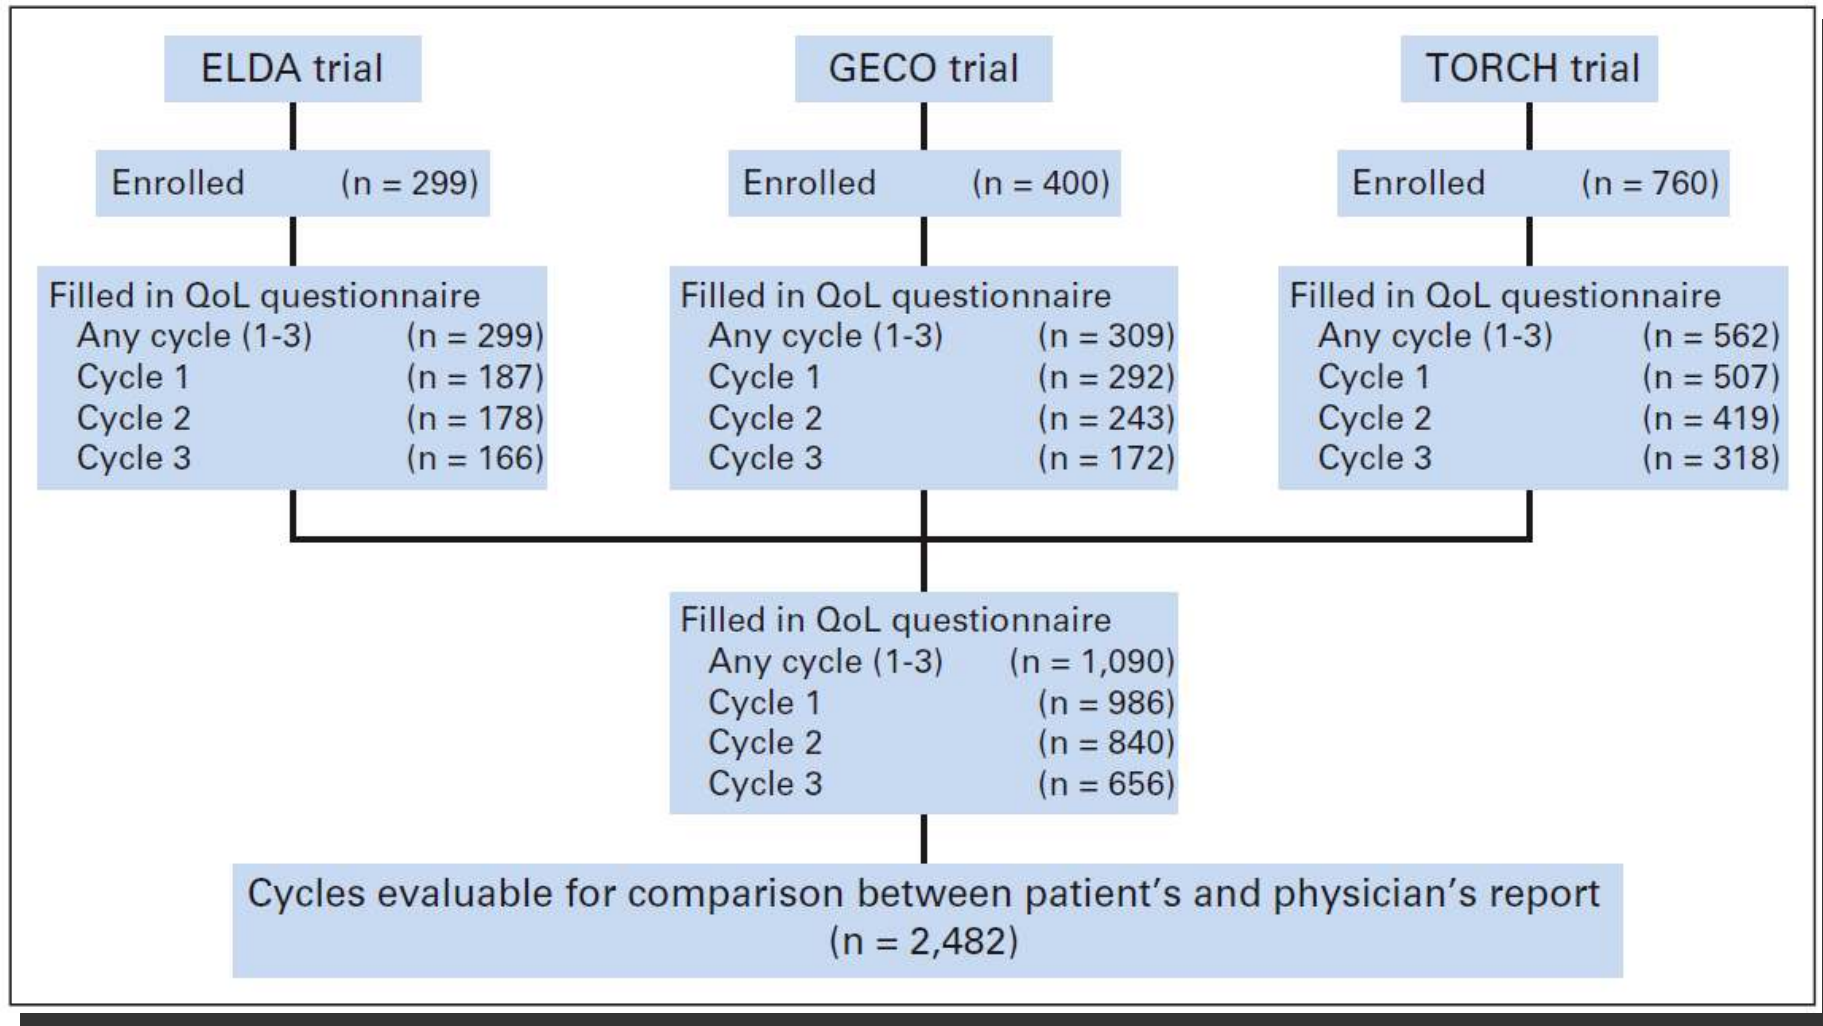 ELDA trial
Enrolled (n = 299)
Filled in QoL questionnaire
Any cycle (1-3) (n = 299)
Cycle 1 (n = 187)
Cycle 2 (n = 178)
Cycle 3 (n = 166)
GECO trial
Enrolled (n = 400)
Filled in QoL questionnaire
Any cycle (1-3) (n = 309)
Cycle 1 (n = 292)
Cycle 2 (n = 243)
Cycle 3 (n = 172)
TORCH trial
Enrolled (n = 760)
Filled in QoL questionnaire
Any cycle (1-3) (n = 562)
Cycle 1 (n = 507)
Cycle 2 (n = 419)
Cycle 3 (n = 318)
Filled in QoL questionnaire
Any cycle (1-3) (n = 1,090)
Cycle 1 (n = 986)
Cycle 2 (n = 840)
Cycle 3 (n = 656)
Cycles evaluable for comparison between patient’s and physician’s report
(n = 2,482)